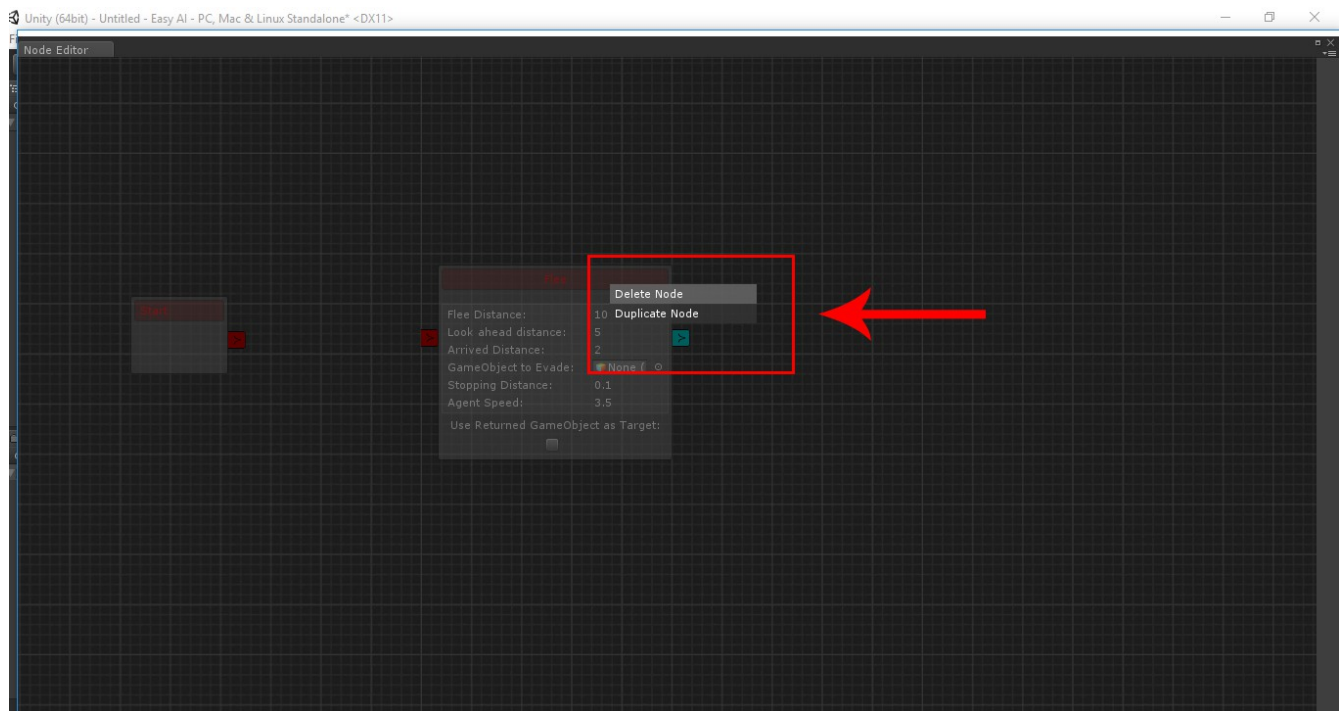 Unity (64bit) - Untitled - Easy AI - PC, Mac & Linux Standalone* <DX11>
Node Editor
Start
Flee
Delete Node
Duplicate Node
Flee Distance: 10
Look ahead distance: 5
Arrived Distance: 2
GameObject to Evade: None (
Stopping Distance: 0.1
Agent Speed: 3.5
Use Returned GameObject as Target: